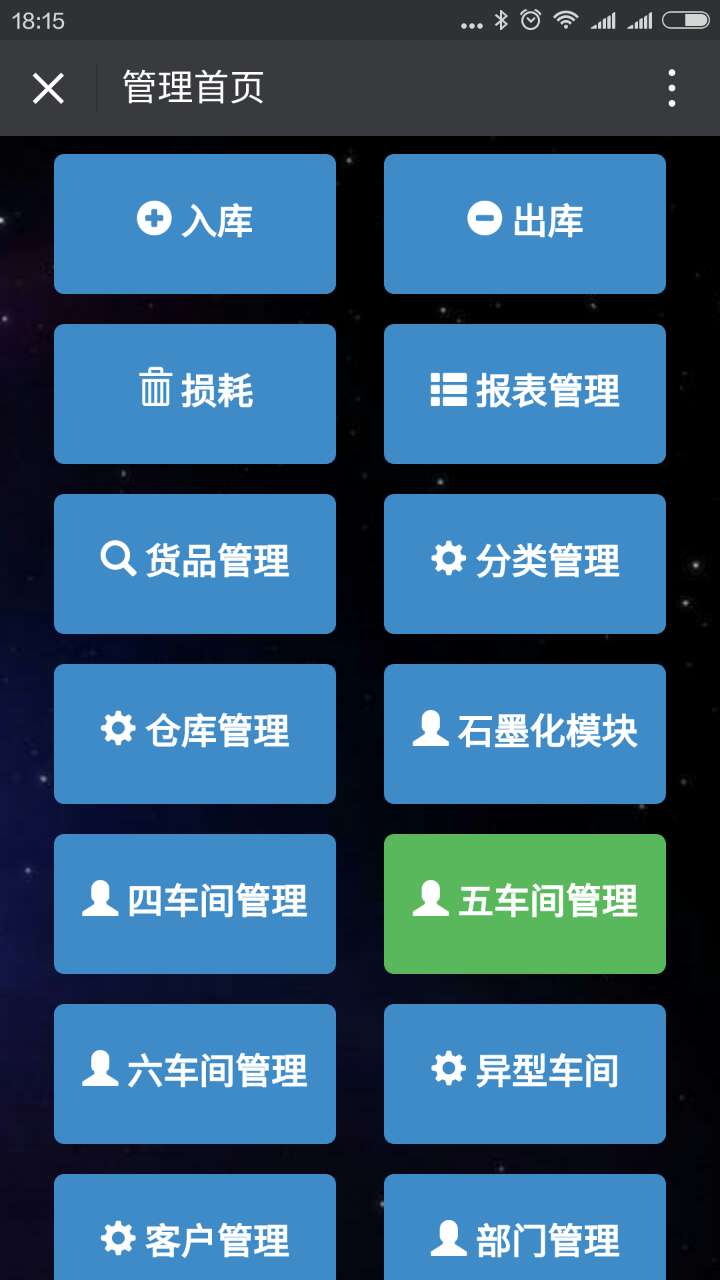 18:15
管理首页
入库
出库
损耗
报表管理
货品管理
分类管理
仓库管理
石墨化模块
四车间管理
五车间管理
六车间管理
异型车间
客户管理
部门管理